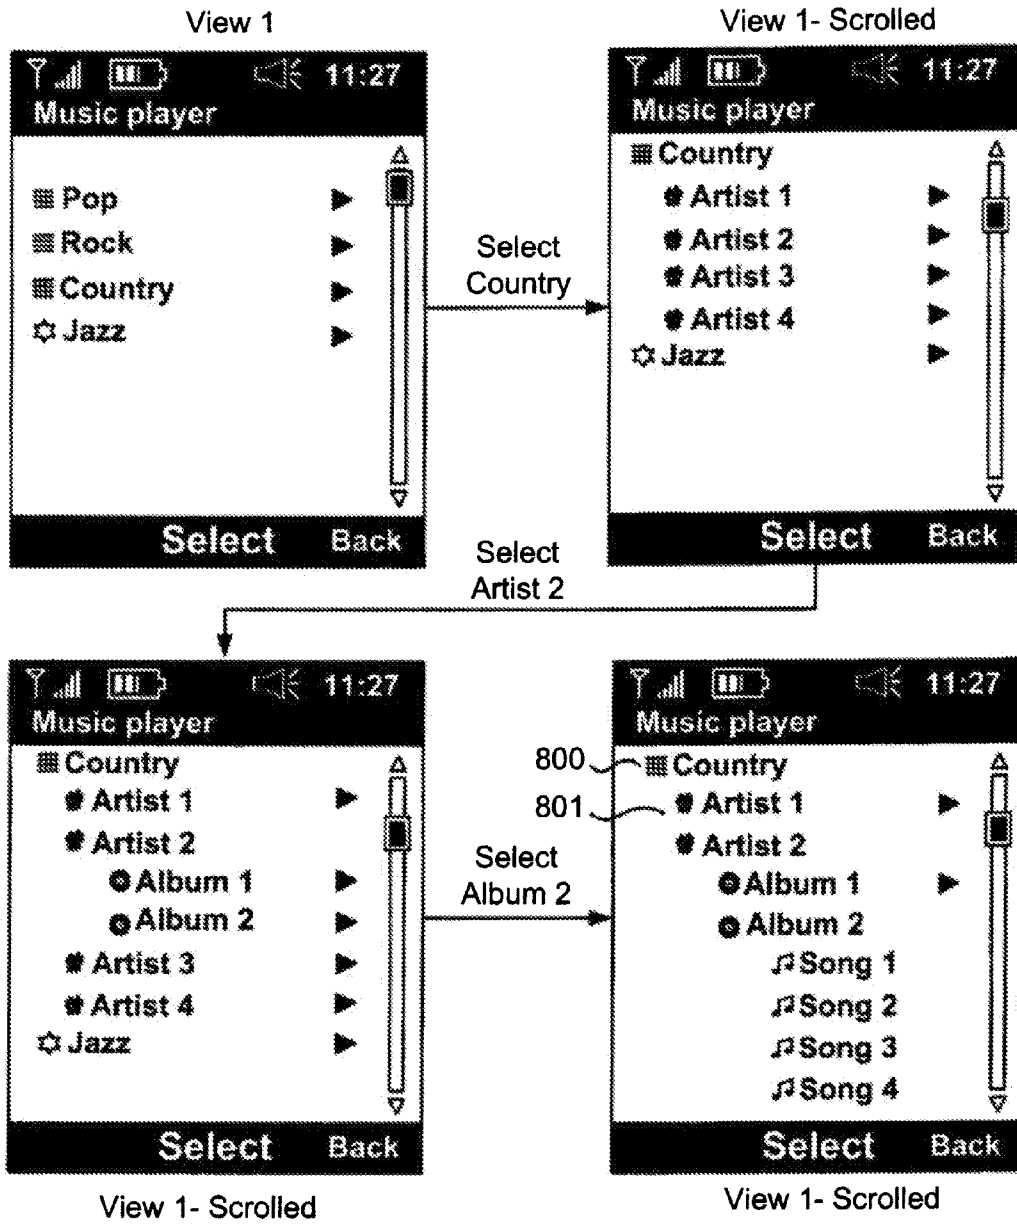 View 1
11:27
Music player
Pop
Rock
Country
Jazz
Select Back
Select
Country
View 1- Scrolled
11:27
Music player
Country
Artist 1
Artist 2
Artist 3
Artist 4
Jazz
Select Back
Select
Artist 2
11:27
Music player
Country
Artist 1
Artist 2
Album 1
Album 2
Artist 3
Artist 4
Jazz
Select Back
View 1- Scrolled
Select
Album 2
11:27
Music player
800
Country
801
Artist 1
Artist 2
Album 1
Album 2
Song 1
Song 2
Song 3
Song 4
Select Back
View 1- Scrolled